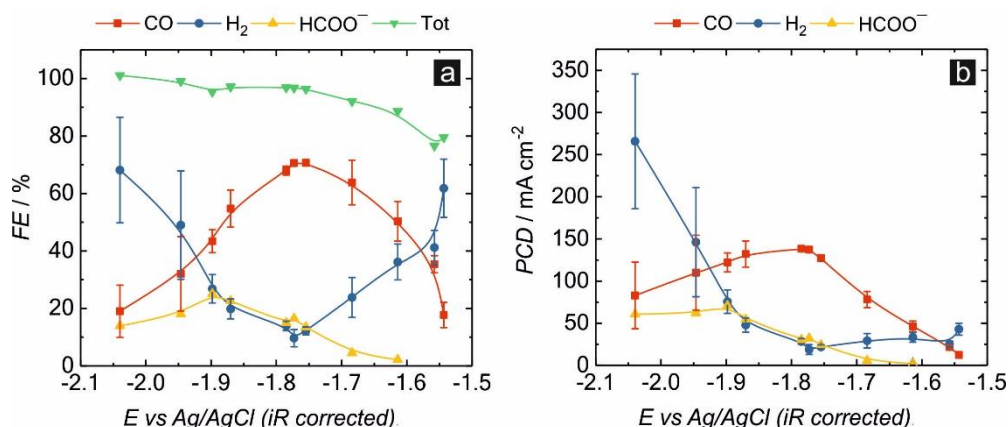 CO H₂ HCOO⁻ Tot
a
100
80
60
40
20
0
FE / %
-2.1 -2.0 -1.9 -1.8 -1.7 -1.6 -1.5
E vs Ag/AgCl (iR corrected)
CO H₂ HCOO⁻
b
350
300
250
200
150
100
50
0
PCD / mA cm⁻²
-2.1 -2.0 -1.9 -1.8 -1.7 -1.6 -1.5
E vs Ag/AgCl (iR corrected)